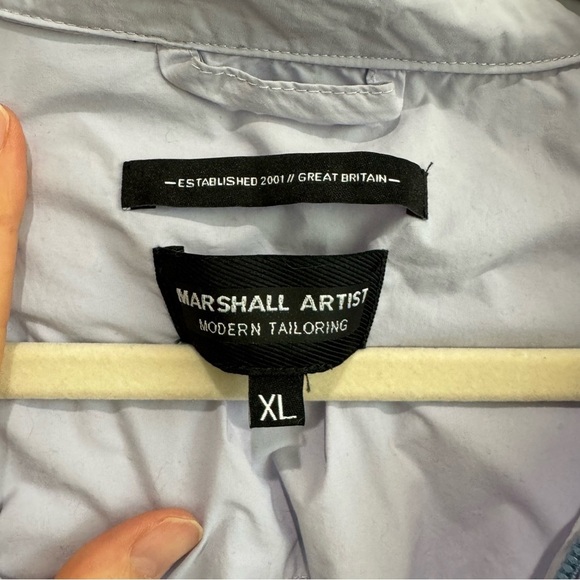 —ESTABLISHED 2001// GREAT BRITAIN—
MARSHALL ARTIST
MODERN TAILORING
XL